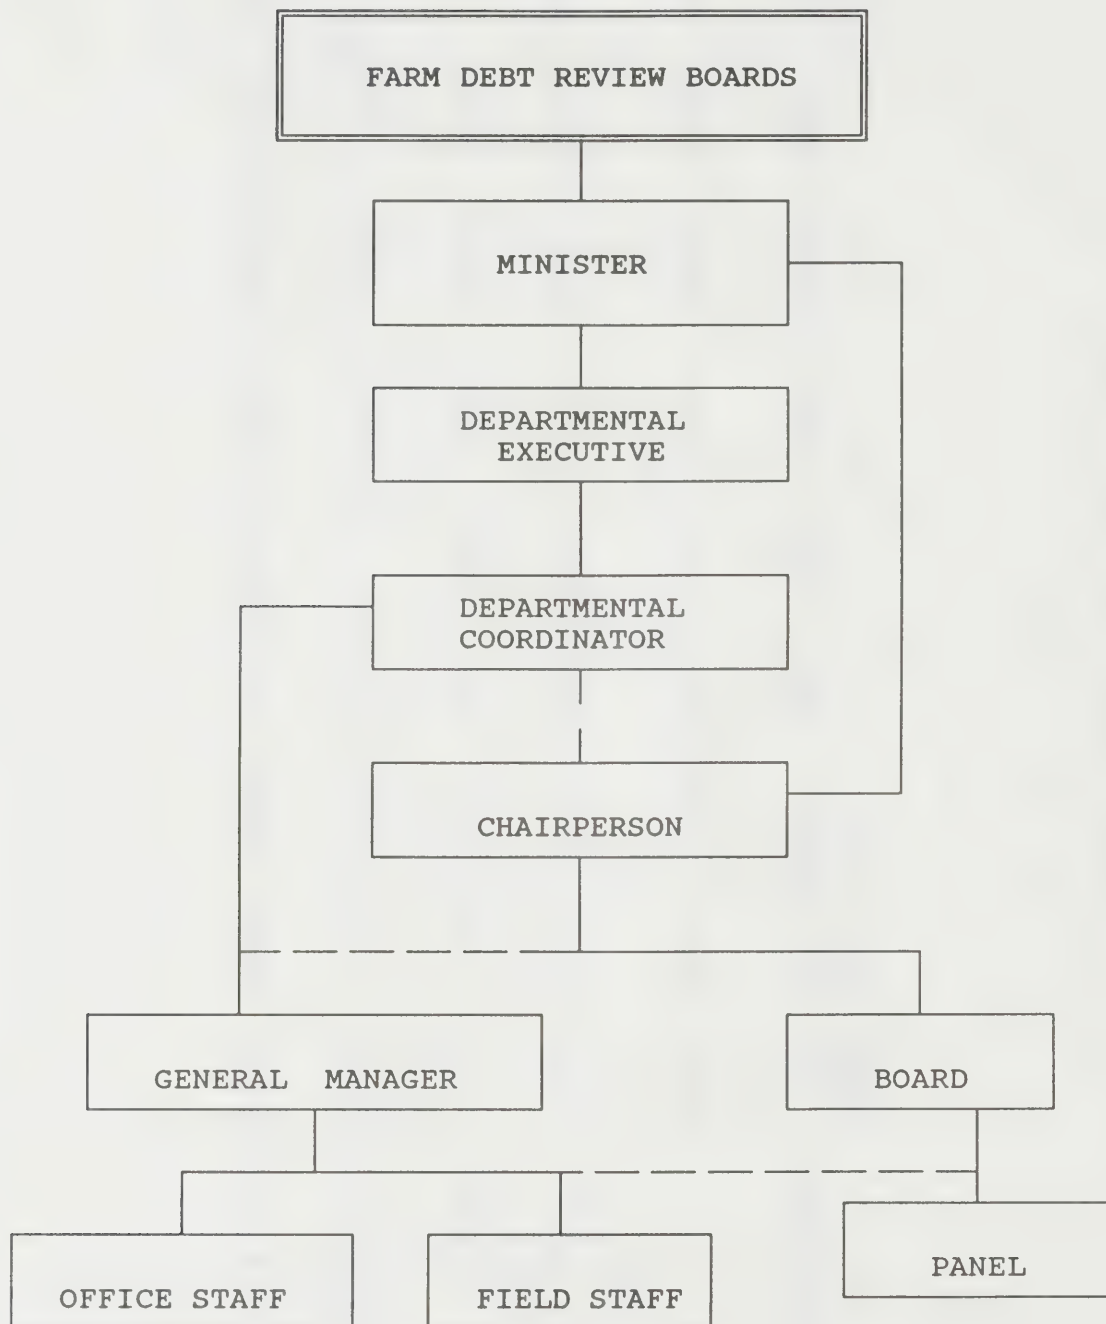 FARM DEBT REVIEW BOARDS
MINISTER
DEPARTMENTAL
EXECUTIVE
DEPARTMENTAL
COORDINATOR
CHAIRPERSON
GENERAL MANAGER
BOARD
PANEL
OFFICE STAFF
FIELD STAFF